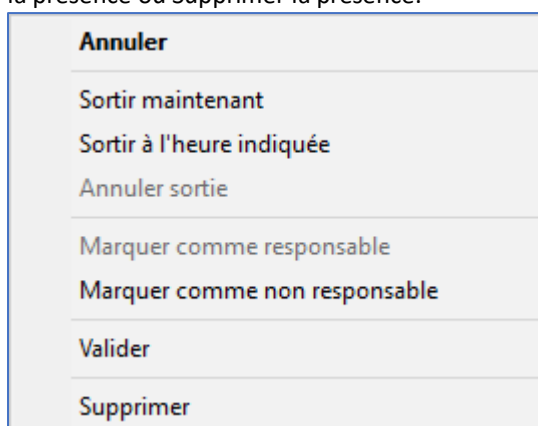 la présence ou Supprimer la présence.
Annuler
Sortir maintenant
Sortir à l'heure indiquée
Annuler sortie
Marquer comme responsable
Marquer comme non responsable
Valider
Supprimer